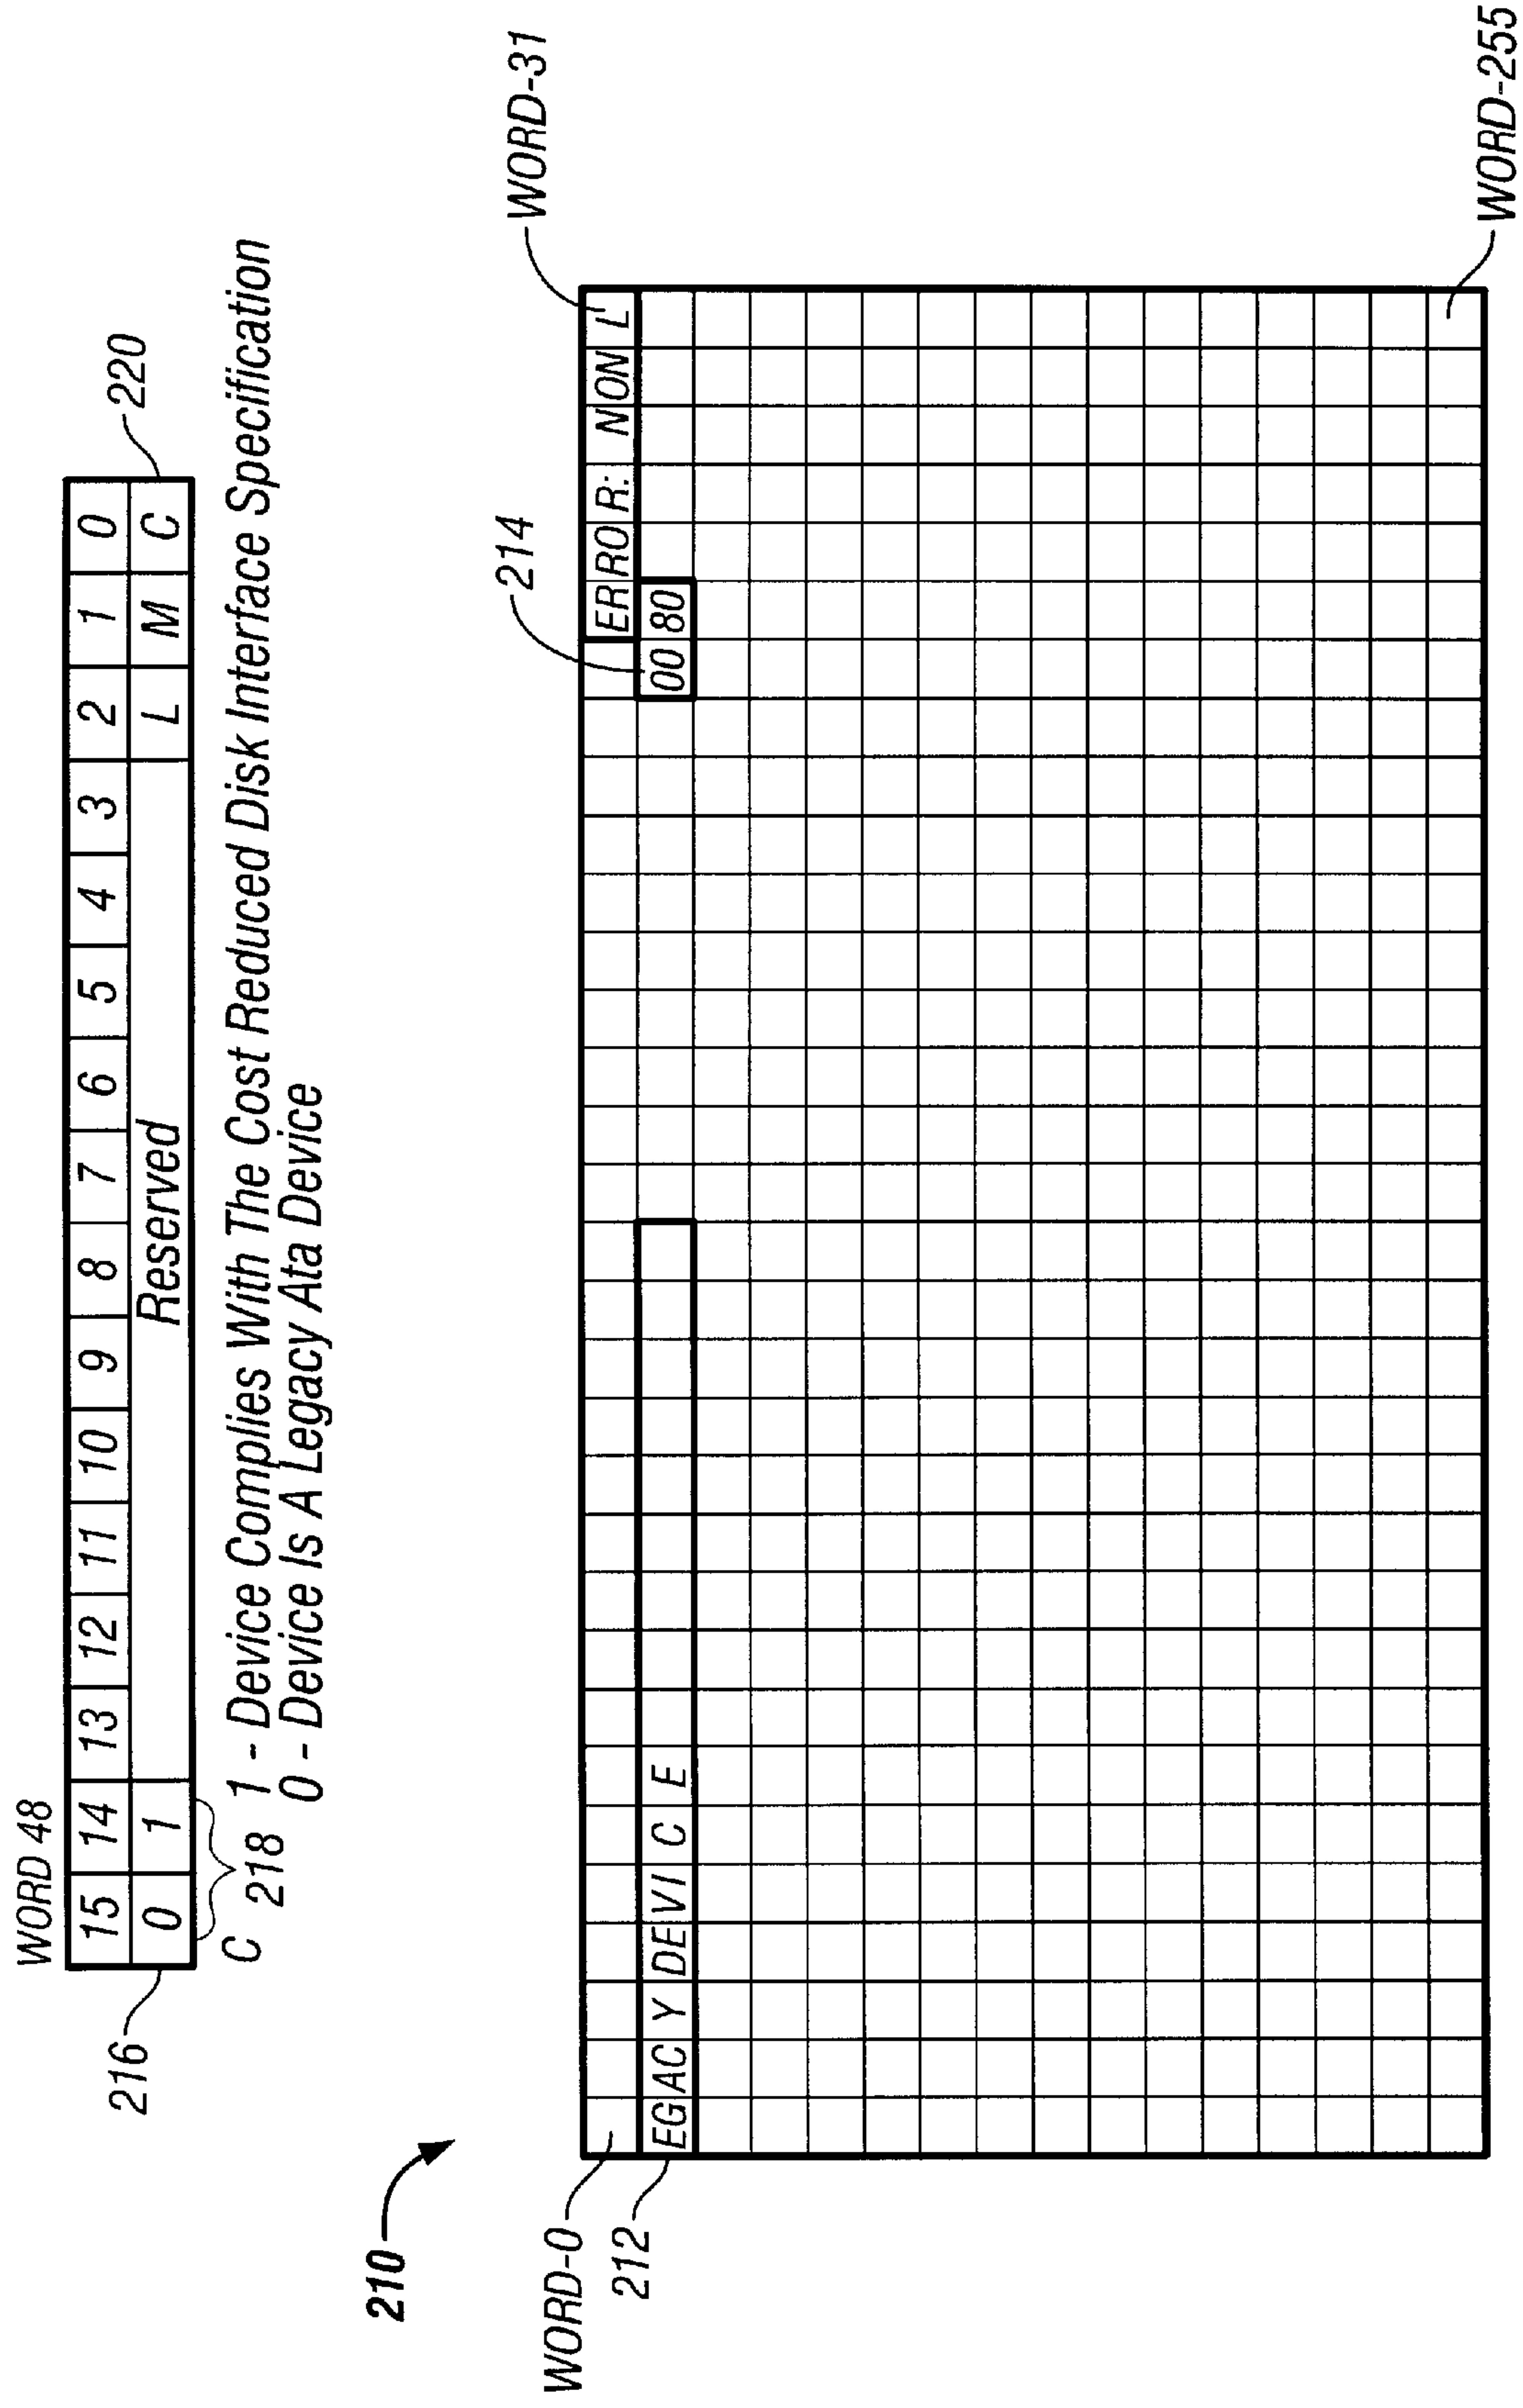 WORD 48
15 14 13 12 11 10 9 8 7 6 5 4 3 2 1 0
216 0 1 Reserved L M C 220
C 218 1 - Device Complies With The Cost Reduced Disk Interface Specification
0 - Device Is A Legacy Ata Device
210
214 WORD-31
WORD-0 ER RO R: N ON L
212 EG AC Y DE VI C E 00 80
WORD-255